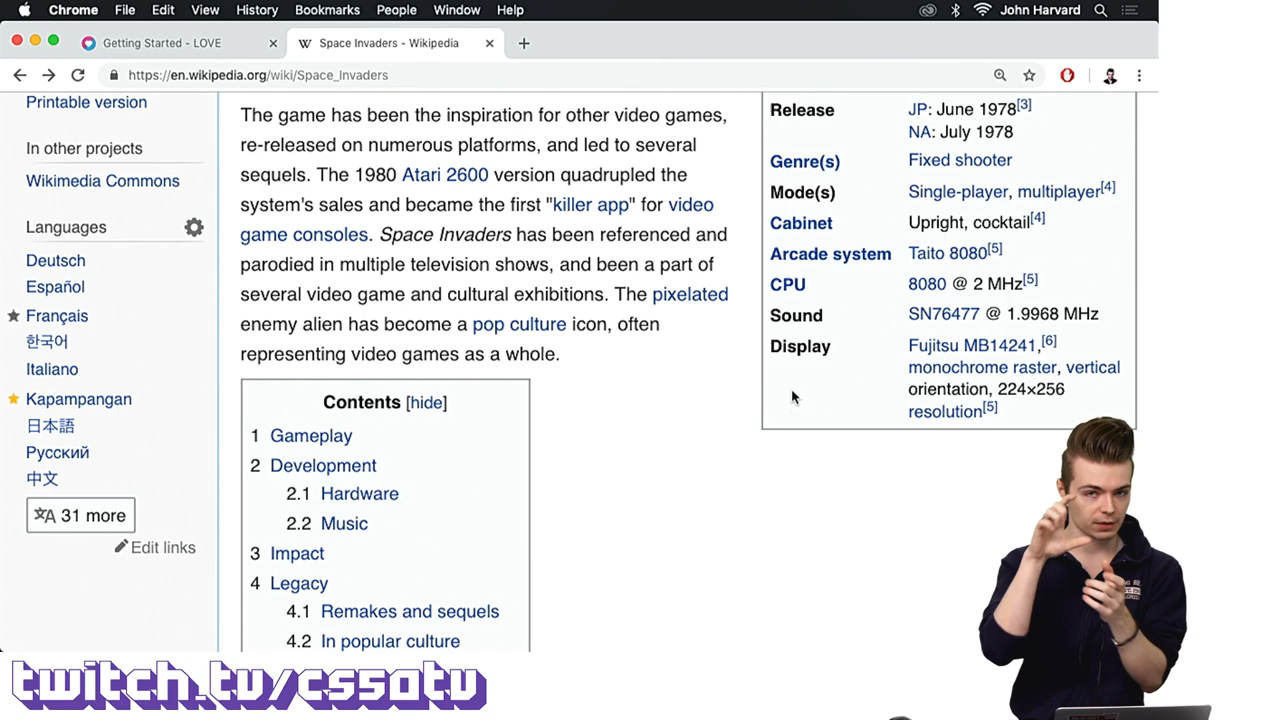 Chrome File Edit View History Bookmarks People Window Help John Harvard
Getting Started - LÖVE
Space Invaders - Wikipedia
https://en.wikipedia.org/wiki/Space_Invaders
Printable version
In other projects
Wikimedia Commons
Languages
Deutsch
Español
Français
한국어
Italiano
Kapampangan
日本語
Русский
中文
31 more
Edit links
The game has been the inspiration for other video games,
re-released on numerous platforms, and led to several
sequels. The 1980 Atari 2600 version quadrupled the
system's sales and became the first "killer app" for video
game consoles. Space Invaders has been referenced and
parodied in multiple television shows, and been a part of
several video game and cultural exhibitions. The pixelated
enemy alien has become a pop culture icon, often
representing video games as a whole.
Contents [hide]
1 Gameplay
2 Development
2.1 Hardware
2.2 Music
3 Impact
4 Legacy
4.1 Remakes and sequels
4.2 In popular culture
Release JP: June 1978[3]
NA: July 1978
Genre(s) Fixed shooter
Mode(s) Single-player, multiplayer[4]
Cabinet Upright, cocktail[4]
Arcade system Taito 8080[5]
CPU 8080 @ 2 MHz[5]
Sound SN76477 @ 1.9968 MHz
Display Fujitsu MB14241,[6]
monochrome raster, vertical
orientation, 224×256
resolution[5]
twitch.tv/cs50tv